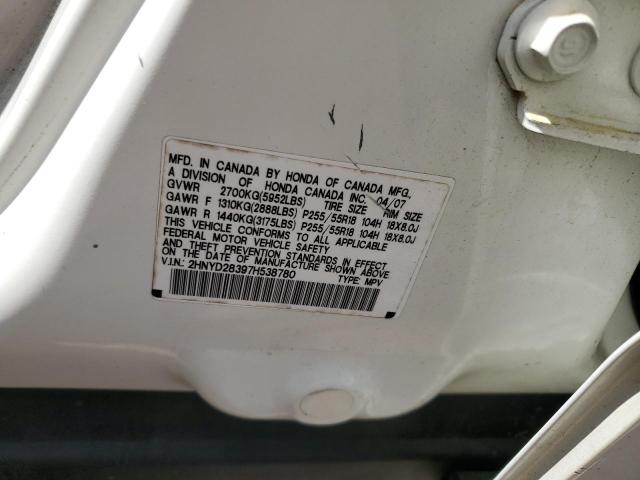 MFD. IN CANADA BY HONDA OF CANADA MFG.,
A DIVISION OF HONDA CANADA INC. 04/07
GVWR 2700KG(5952LBS) TIRE SIZE RIM SIZE
GAWR F 1310KG(2888LBS) P255/55R18 104H 18X8.0J
GAWR R 1440KG(3175LBS) P255/55R18 104H 18X8.0J
THIS VEHICLE CONFORMS TO ALL APPLICABLE
FEDERAL MOTOR VEHICLE SAFETY
AND THEFT PREVENTION STANDARDS IN EFFECT
ON THE DATE OF MANUFACTURE SHOWN ABOVE
V.I.N.: 2HNYD28397H538780 TYPE: MPV